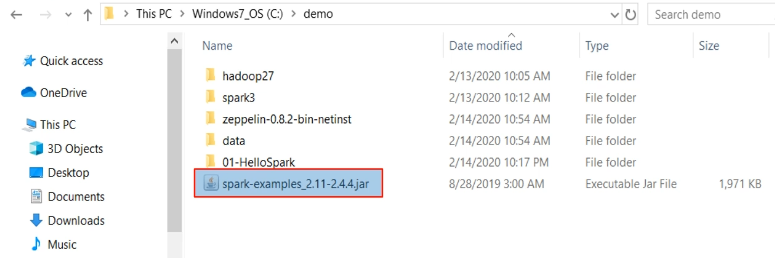 This PC > Windows7_OS (C:) > demo
Search demo
Name Date modified Type Size
Quick access
OneDrive
This PC
3D Objects
Desktop
Documents
Downloads
Music
hadoop27 2/13/2020 10:05 AM File folder
spark3 2/13/2020 10:12 AM File folder
zeppelin-0.8.2-bin-netinst 2/14/2020 10:54 AM File folder
data 2/14/2020 10:54 AM File folder
01-HelloSpark 2/14/2020 10:17 PM File folder
spark-examples_2.11-2.4.4.jar 8/28/2019 3:00 AM Executable Jar File 1,971 KB